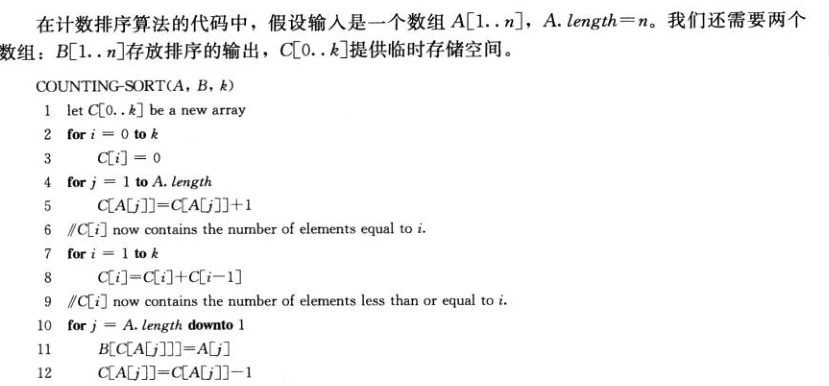 在计数排序算法的代码中，假设输入是一个数组 A[1..n]，A.length=n。我们还需要两个
数组：B[1..n]存放排序的输出，C[0..k]提供临时存储空间。
COUNTING-SORT(A, B, k)
1 let C[0..k] be a new array
2 for i = 0 to k
3 C[i] = 0
4 for j = 1 to A.length
5 C[A[j]]=C[A[j]]+1
6 //C[i] now contains the number of elements equal to i.
7 for i = 1 to k
8 C[i]=C[i]+C[i-1]
9 //C[i] now contains the number of elements less than or equal to i.
10 for j = A.length downto 1
11 B[C[A[j]]]=A[j]
12 C[A[j]]=C[A[j]]-1